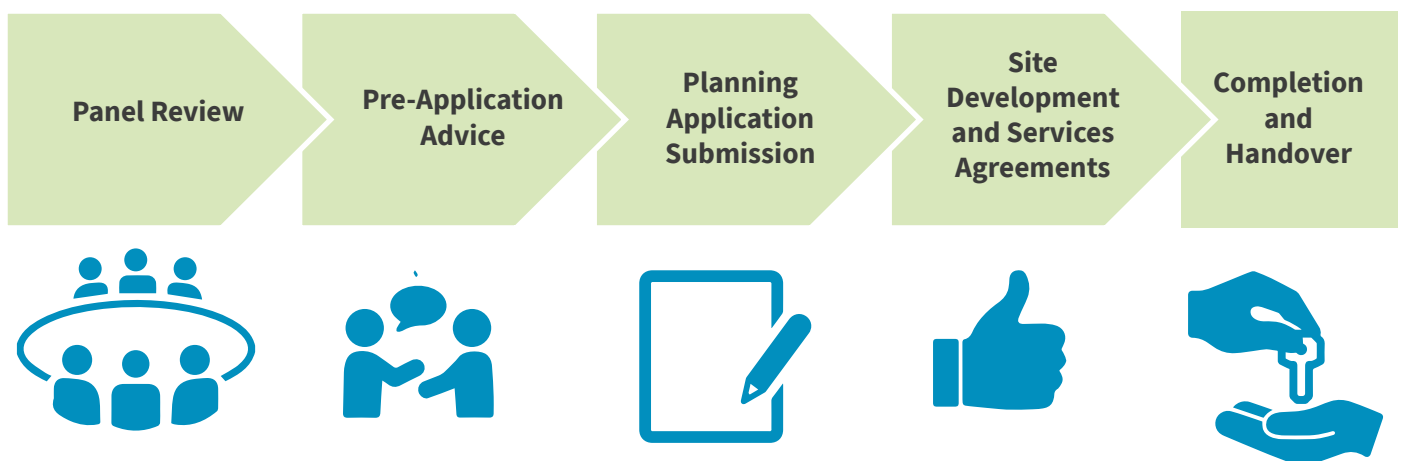 Panel Review
Pre-Application
Advice
Planning
Application
Submission
Site
Development
and Services
Agreements
Completion
and
Handover